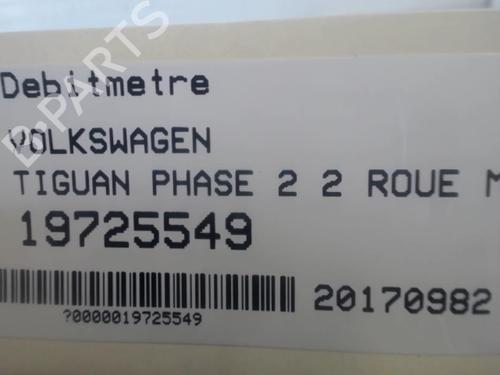 B-PARTS
Debitmetre
VOLKSWAGEN
TIGUAN PHASE 2 2 ROUE M
19725549
20170982
?0000019725549